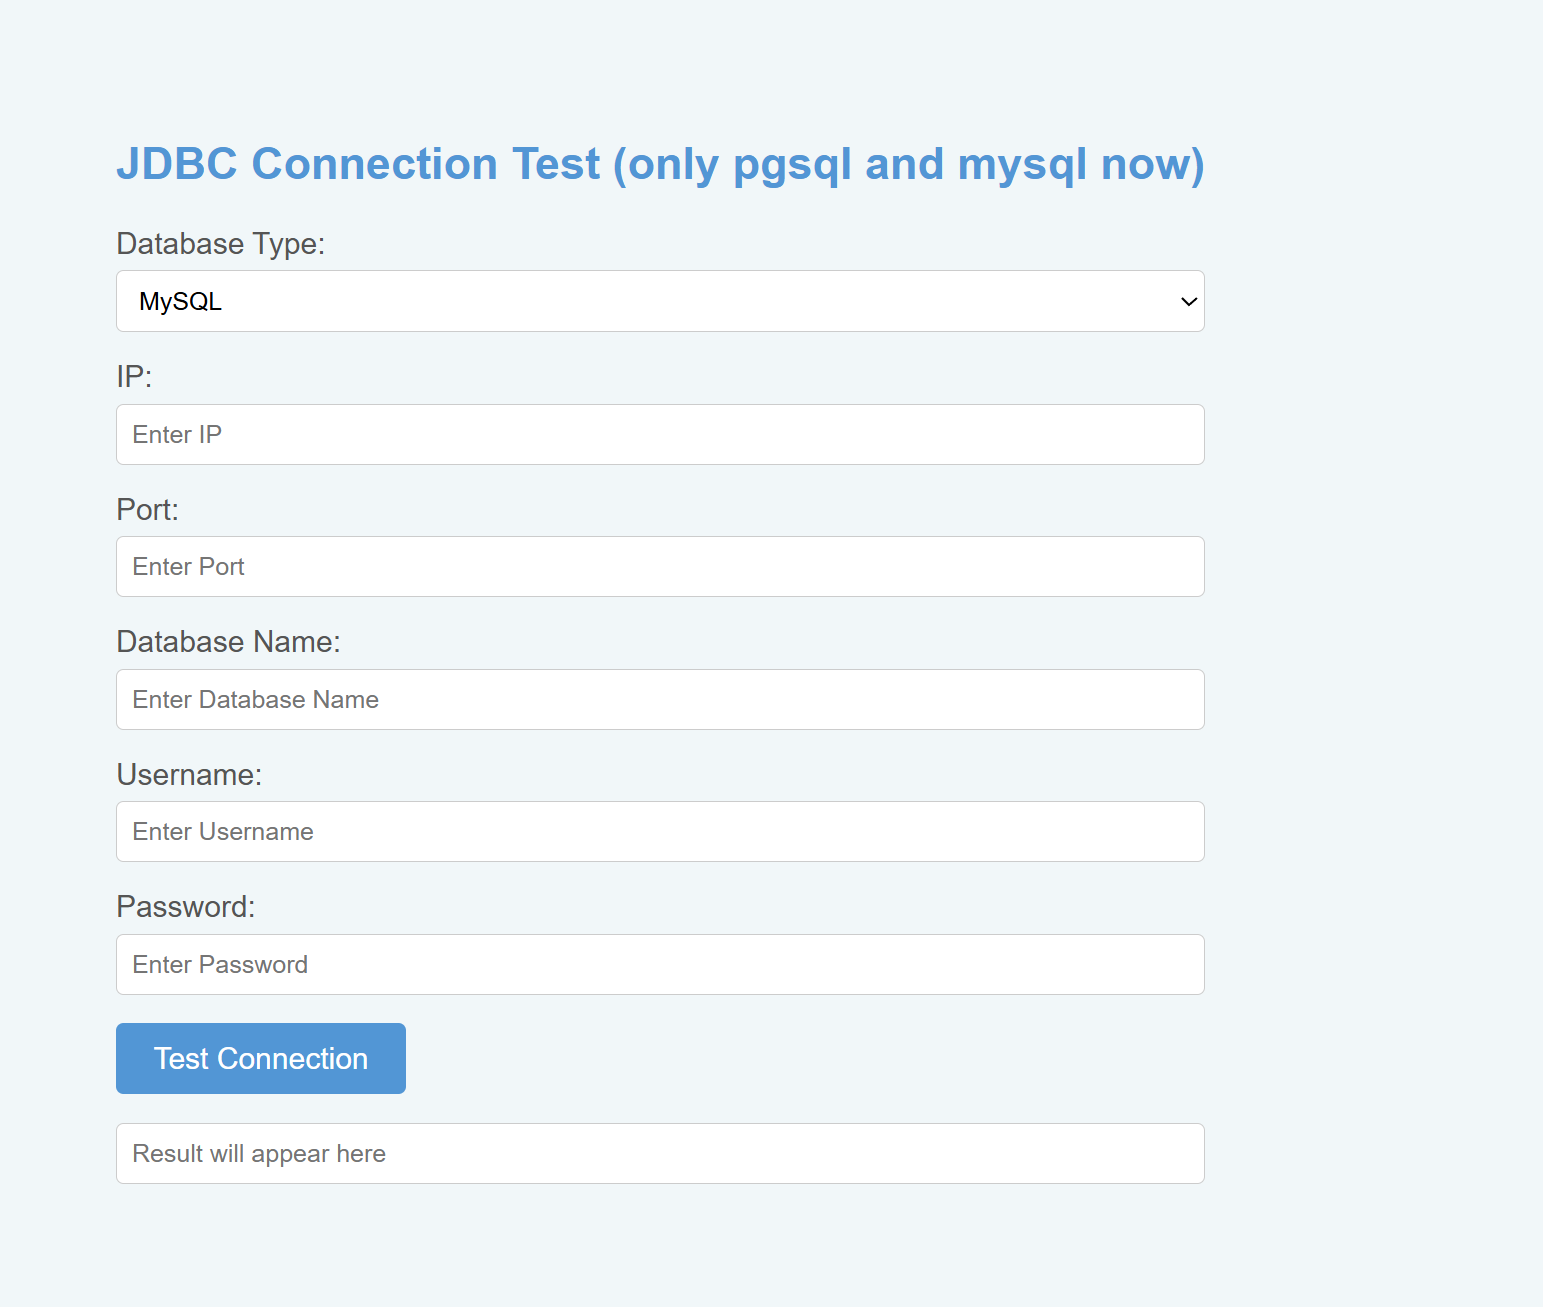 JDBC Connection Test (only pgsql and mysql now)
Database Type:
MySQL
IP:
Enter IP
Port:
Enter Port
Database Name:
Enter Database Name
Username:
Enter Username
Password:
Enter Password
Test Connection
Result will appear here